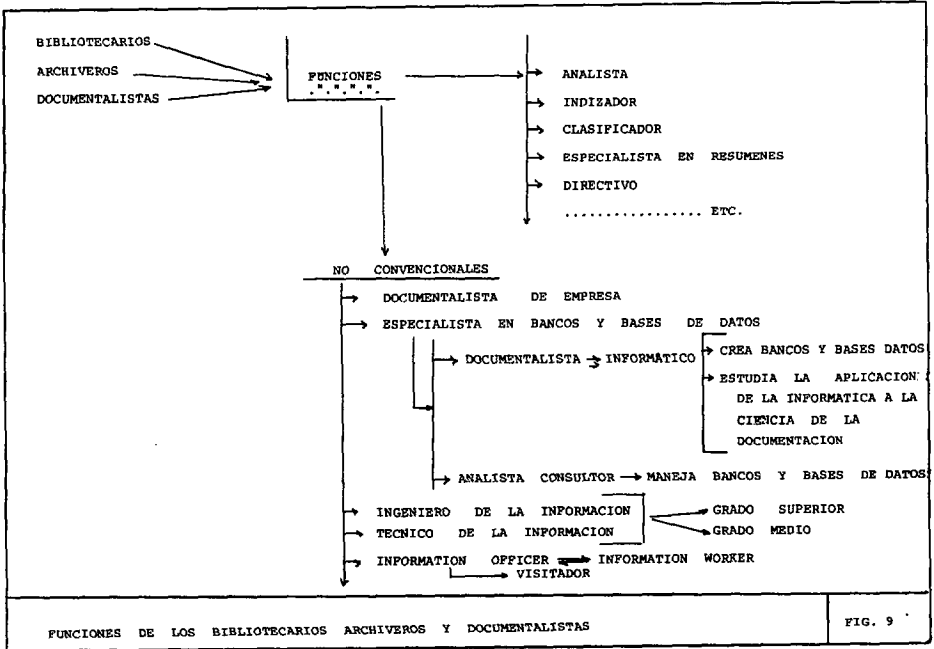 BIBLIOTECARIOS
ARCHIVEROS
DOCUMENTALISTAS
FUNCIONES
ANALISTA
INDIZADOR
CLASIFICADOR
ESPECIALISTA EN RESUMENES
DIRECTIVO
................. ETC.
NO CONVENCIONALES
DOCUMENTALISTA DE EMPRESA
ESPECIALISTA EN BANCOS Y BASES DE DATOS
DOCUMENTALISTA INFORMATICO
CREA BANCOS Y BASES DATOS
ESTUDIA LA APLICACION
DE LA INFORMATICA A LA
CIENCIA DE LA
DOCUMENTACION
ANALISTA CONSULTOR MANEJA BANCOS Y BASES DE DATOS
INGENIERO DE LA INFORMACION
TECNICO DE LA INFORMACION
GRADO SUPERIOR
GRADO MEDIO
INFORMATION OFFICER INFORMATION WORKER
VISITADOR
FUNCIONES DE LOS BIBLIOTECARIOS ARCHIVEROS Y DOCUMENTALISTAS
FIG. 9